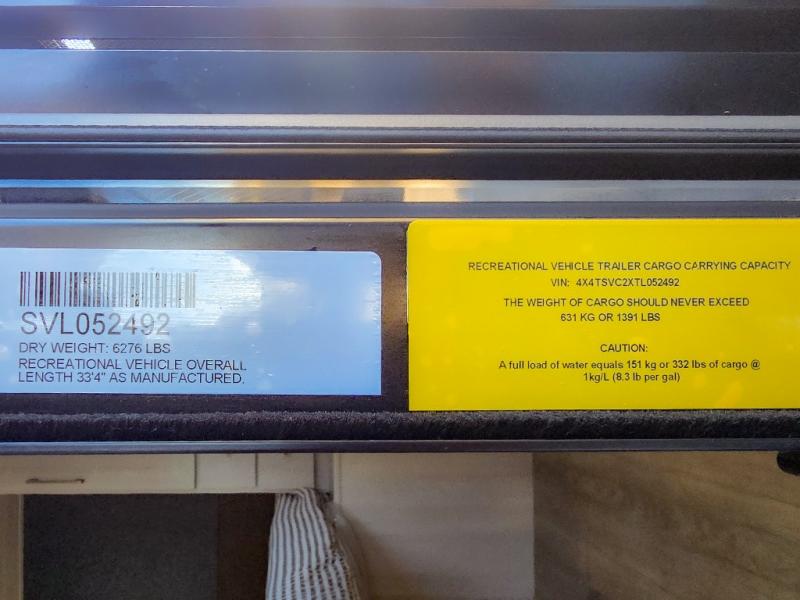 SVL052492
DRY WEIGHT: 6276 LBS
RECREATIONAL VEHICLE OVERALL
LENGTH 33'4" AS MANUFACTURED.
RECREATIONAL VEHICLE TRAILER CARGO CARRYING CAPACITY
VIN: 4X4TSVC2XTL052492
THE WEIGHT OF CARGO SHOULD NEVER EXCEED
631 KG OR 1391 LBS
CAUTION:
A full load of water equals 151 kg or 332 lbs of cargo @
1kg/L (8.3 lb per gal)